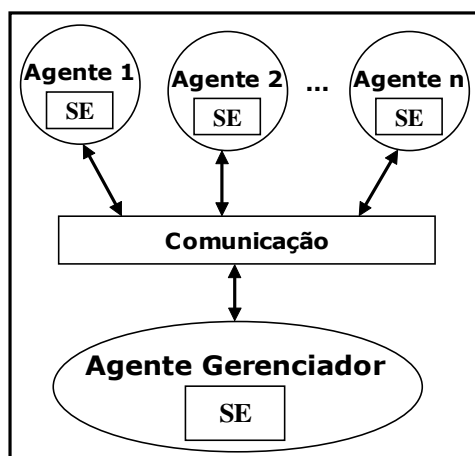 Agente 1
Agente 2
...
Agente n
SE
SE
SE
Comunicação
Agente Gerenciador
SE